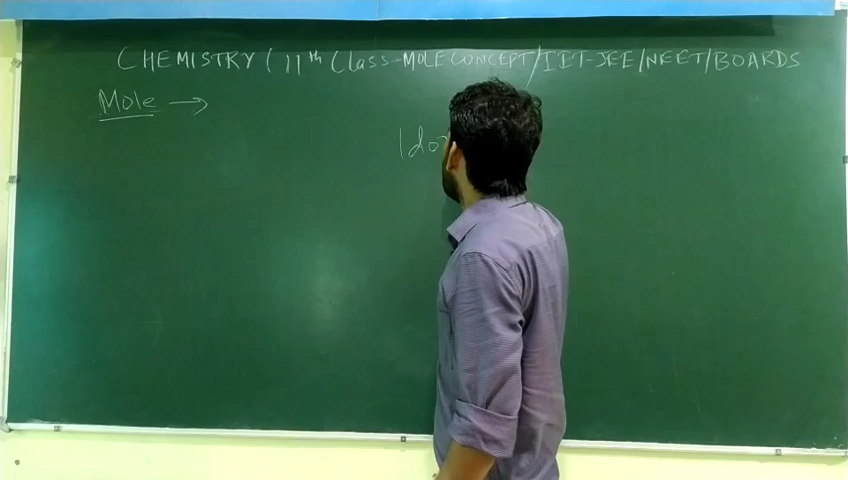 CHEMISTRY ( 11th Class-MOLE CONCEPT/IIT-JEE/NEET/BOARDS
Mole →